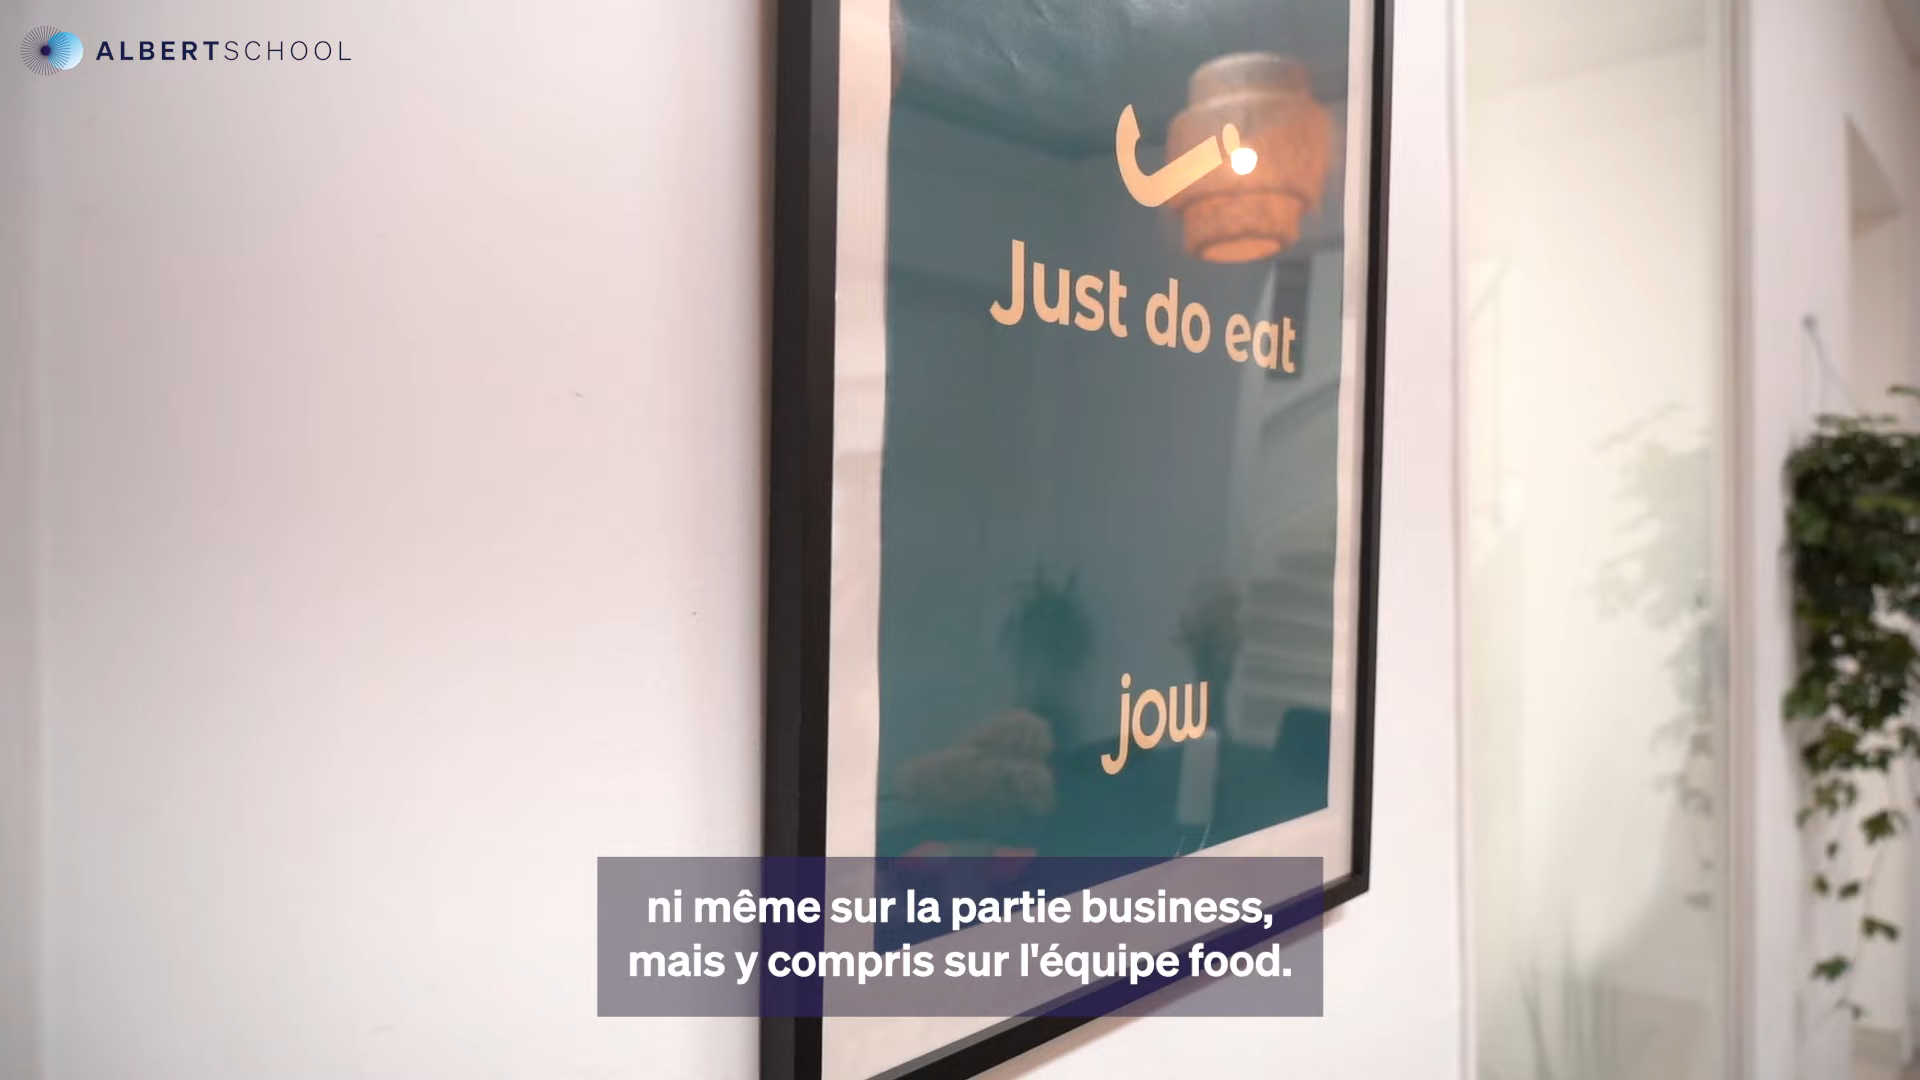 ALBERTSCHOOL
Just do eat
jow
ni même sur la partie business,
mais y compris sur l'équipe food.